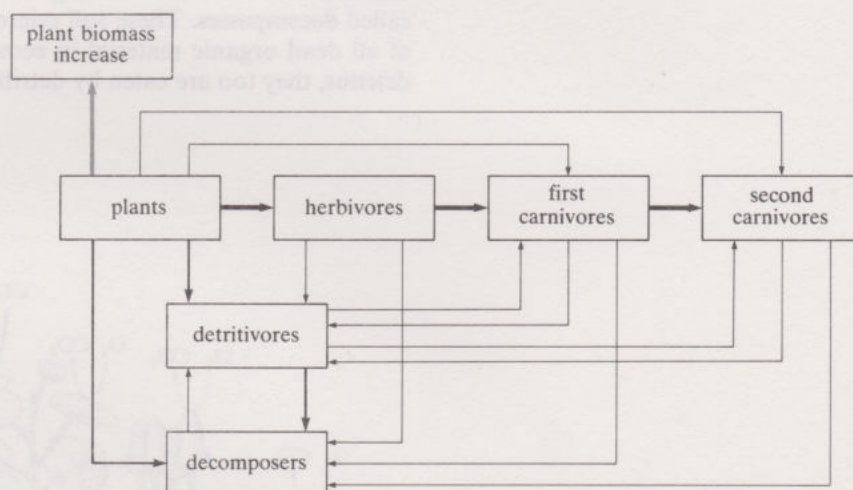 plant biomass
increase
plants
herbivores
first
carnivores
second
carnivores
detritivores
decomposers